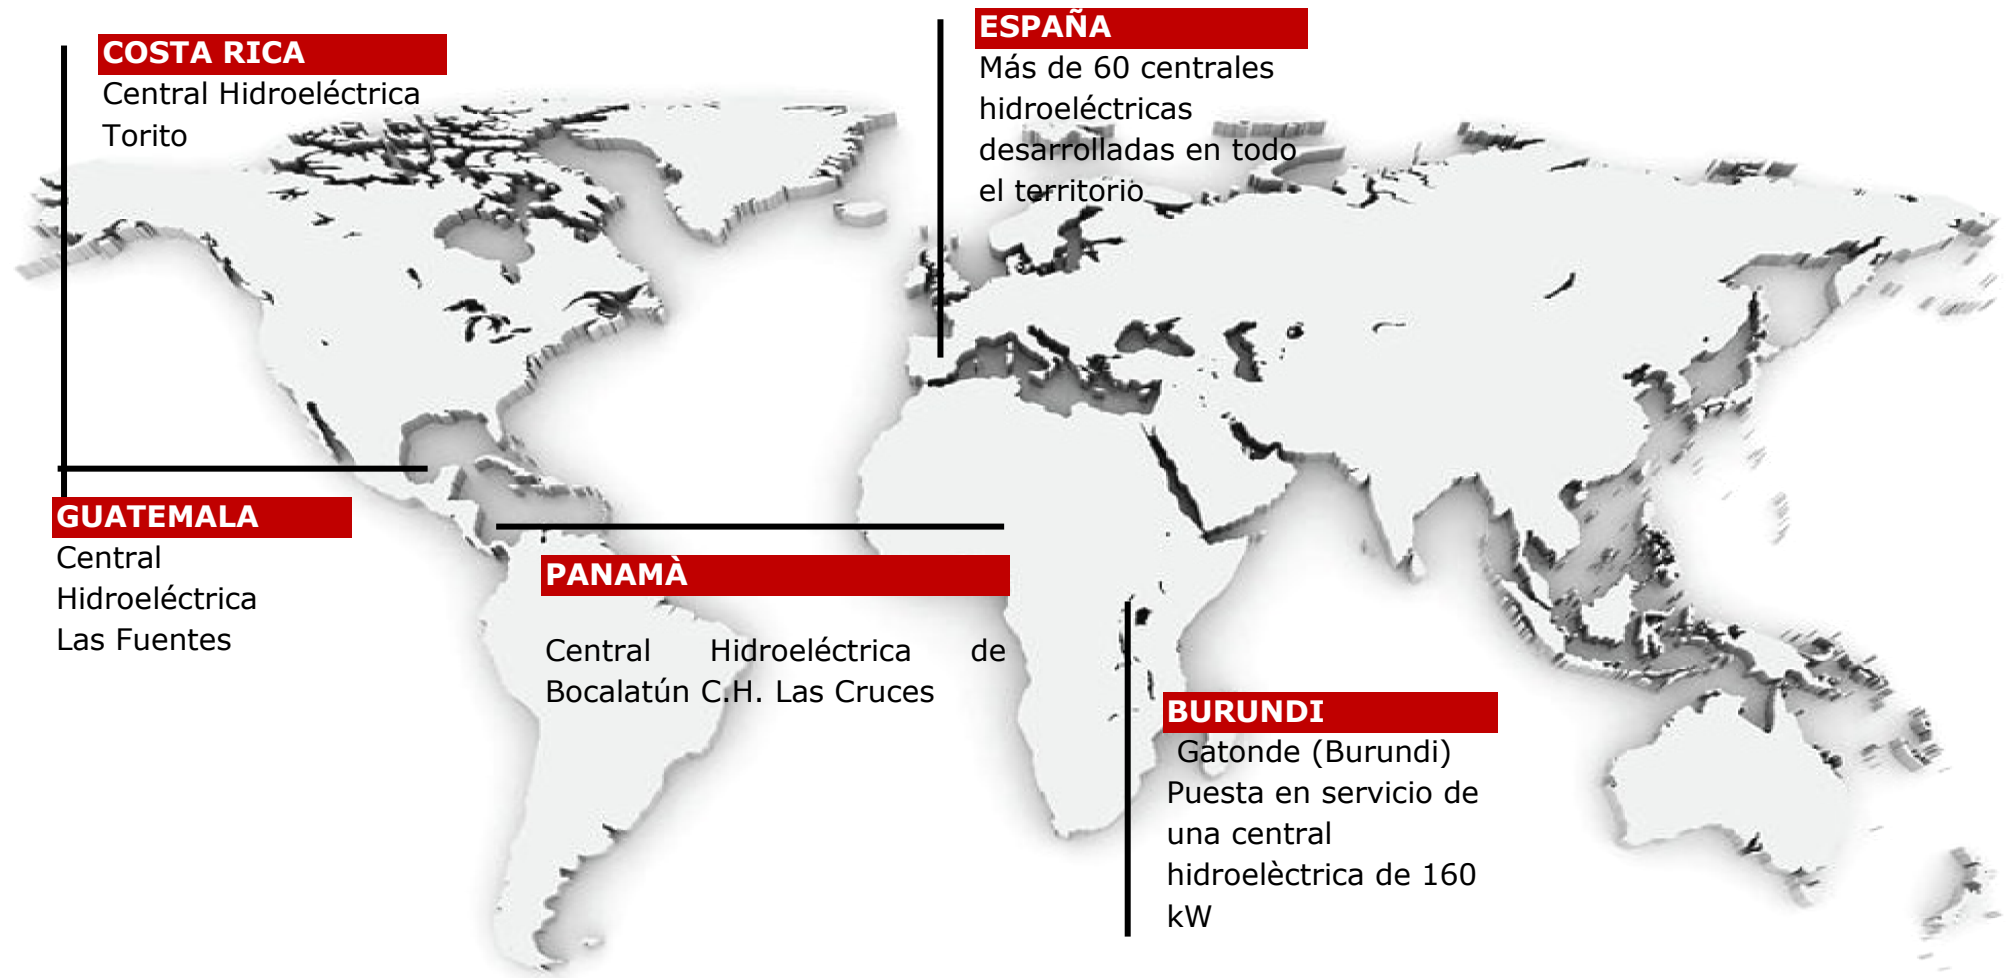 COSTA RICA
Central Hidroeléctrica
Torito
ESPAÑA
Más de 60 centrales
hidroeléctricas
desarrolladas en todo
el territorio
GUATEMALA
Central
Hidroeléctrica
Las Fuentes
PANAMÀ
Central Hidroeléctrica de
Bocalatún C.H. Las Cruces
BURUNDI
Gatonde (Burundi)
Puesta en servicio de
una central
hidroelèctrica de 160
kW